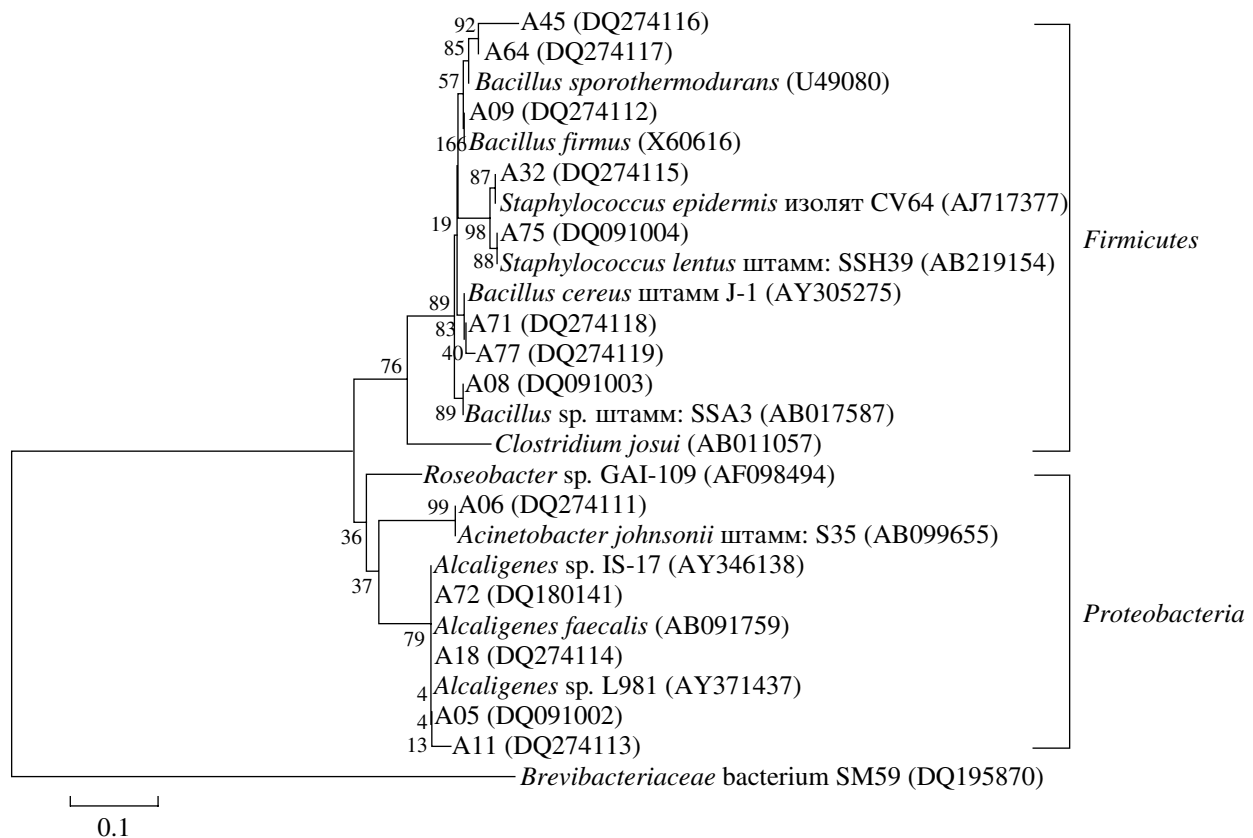 92
A45 (DQ274116)
85
A64 (DQ274117)
57
Bacillus sporothermodurans (U49080)
A09 (DQ274112)
166
Bacillus firmus (X60616)
87
A32 (DQ274115)
Staphylococcus epidermis изолят CV64 (AJ717377)
19
98
A75 (DQ091004)
88
Staphylococcus lentus штамм: SSH39 (AB219154)
89
Bacillus cereus штамм J-1 (AY305275)
83
A71 (DQ274118)
40
A77 (DQ274119)
76
A08 (DQ091003)
89
Bacillus sp. штамм: SSA3 (AB017587)
Clostridium josui (AB011057)
Firmicutes
Roseobacter sp. GAI-109 (AF098494)
99
A06 (DQ274111)
36
Acinetobacter johnsonii штамм: S35 (AB099655)
37
Alcaligenes sp. IS-17 (AY346138)
A72 (DQ180141)
79
Alcaligenes faecalis (AB091759)
A18 (DQ274114)
4
Alcaligenes sp. L981 (AY371437)
4
A05 (DQ091002)
13
A11 (DQ274113)
Proteobacteria
Brevibacteriaceae bacterium SM59 (DQ195870)
0.1